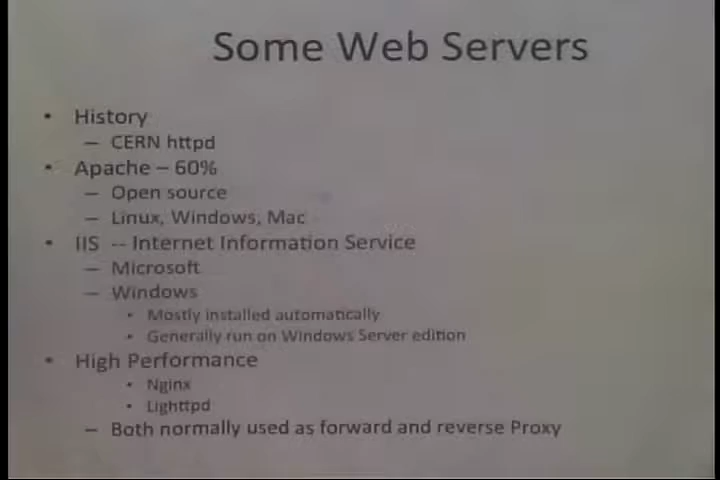 Some Web Servers
• History
– CERN httpd
• Apache – 60%
– Open source
– Linux, Windows, Mac
• IIS -- Internet Information Service
– Microsoft
– Windows
• Mostly installed automatically
• Generally run on Windows Server edition
• High Performance
• Nginx
• Lighttpd
– Both normally used as forward and reverse Proxy